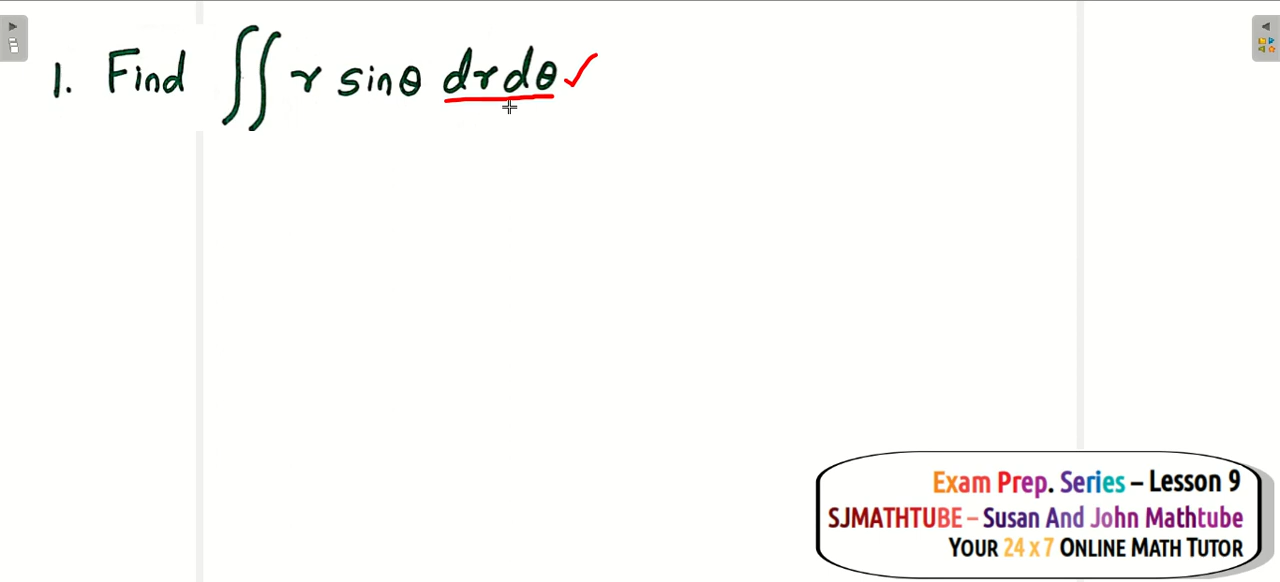 1. Find ∬ r sinθ drdθ ✓
Exam Prep. Series – Lesson 9
SJMATHTUBE – Susan And John Mathtube
YOUR 24 x 7 ONLINE MATH TUTOR